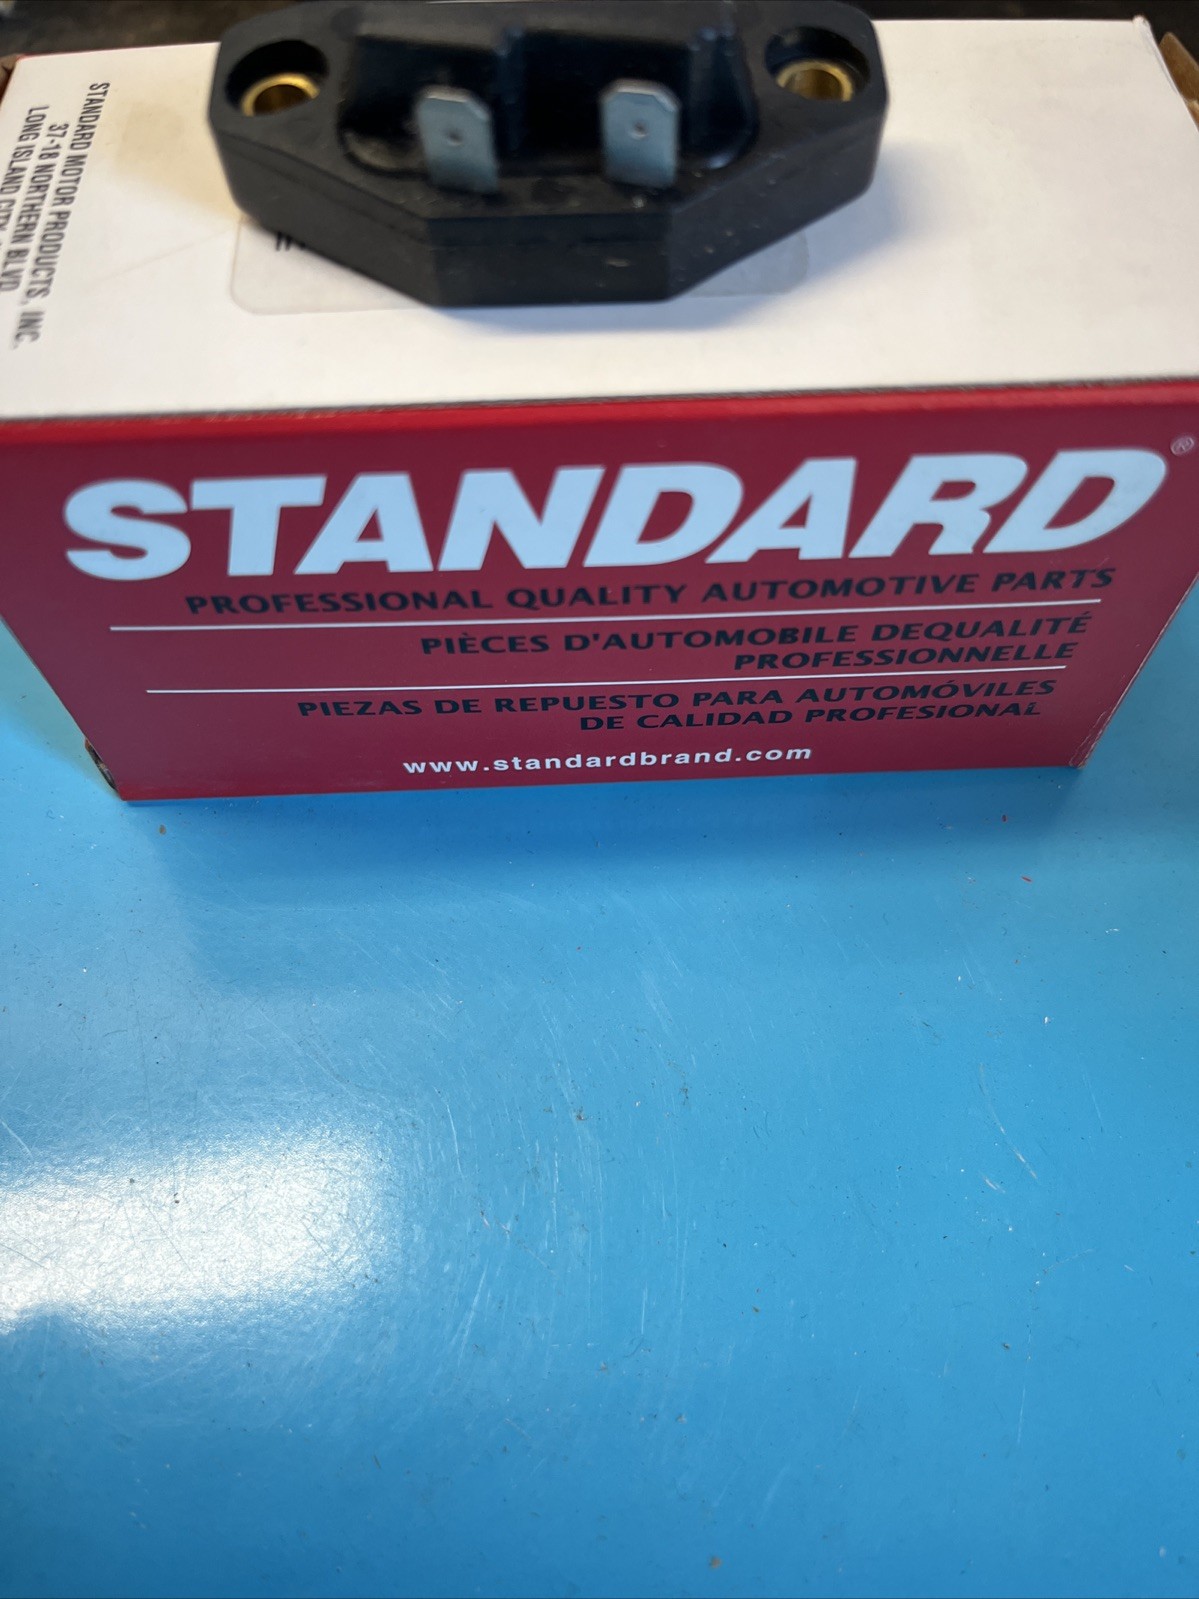 STANDARD MOTOR PRODUCTS, INC.
37-18 NORTHERN BLVD
LONG ISLAND CITY,
STANDARD®
PROFESSIONAL QUALITY AUTOMOTIVE PARTS
PIÈCES D'AUTOMOBILE DEQUALITÉ
PROFESSIONNELLE
PIEZAS DE REPUESTO PARA AUTOMÓVILES
DE CALIDAD PROFESIONAL
www.standardbrand.com